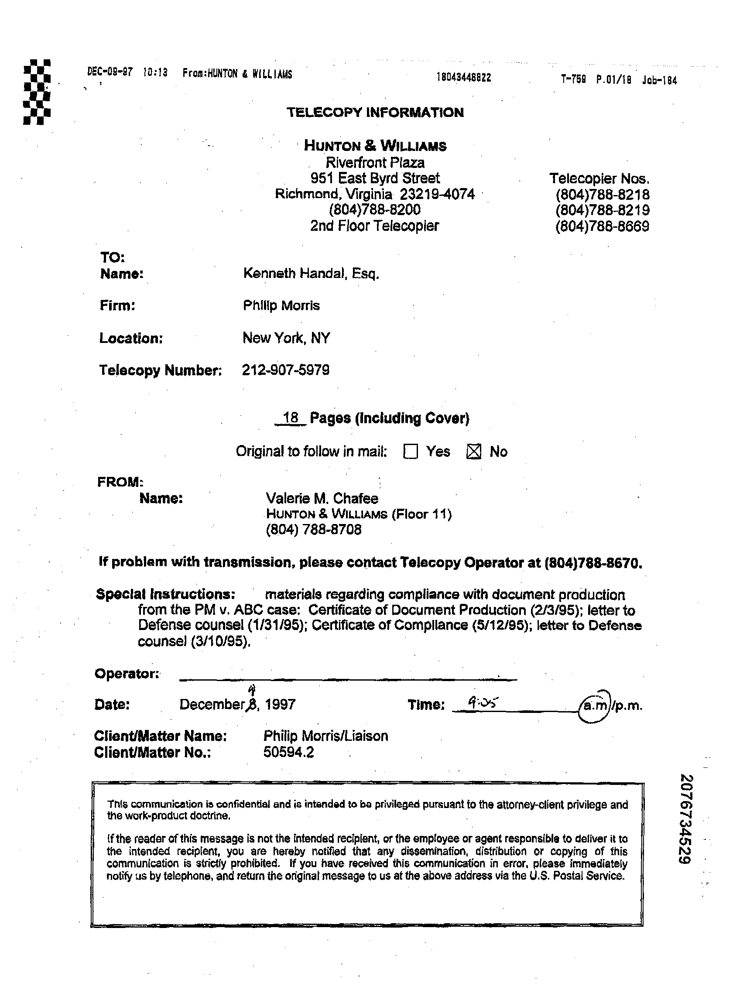 DEC-09-97 10:13 From:HUNTON & WILLIAMS 18043448822 T-759 P.01/18 Job-184
TELECOPY INFORMATION
HUNTON & WILLIAMS
Riverfront Plaza
951 East Byrd Street Telecopier Nos.
Richmond, Virginia 23219-4074 (804)788-8218
(804)788-8200 (804)788-8219
2nd Floor Telecopier (804)788-8669
TO:
Name: Kenneth Handal, Esq.
Firm: Philip Morris
Location: New York, NY
Telecopy Number: 212-907-5979
18 Pages (Including Cover)
Original to follow in mail: ☐ Yes ☒ No
FROM:
Name: Valerie M. Chafee
HUNTON & WILLIAMS (Floor 11)
(804) 788-8708
If problem with transmission, please contact Telecopy Operator at (804)788-8670.
Special Instructions: materials regarding compliance with document production
from the PM v. ABC case: Certificate of Document Production (2/3/95); letter to
Defense counsel (1/31/95); Certificate of Compliance (5/12/95); letter to Defense
counsel (3/10/95).
Operator:
9
Date: December 8, 1997 Time: 9:05 a.m/p.m.
Client/Matter Name: Philip Morris/Liaison
Client/Matter No.: 50594.2
This communication is confidential and is intended to be privileged pursuant to the attorney-client privilege and
the work-product doctrine.
If the reader of this message is not the intended recipient, or the employee or agent responsible to deliver it to
the intended recipient, you are hereby notified that any dissemination, distribution or copying of this
communication is strictly prohibited. If you have received this communication in error, please immediately
notify us by telephone, and return the original message to us at the above address via the U.S. Postal Service.
2076734529